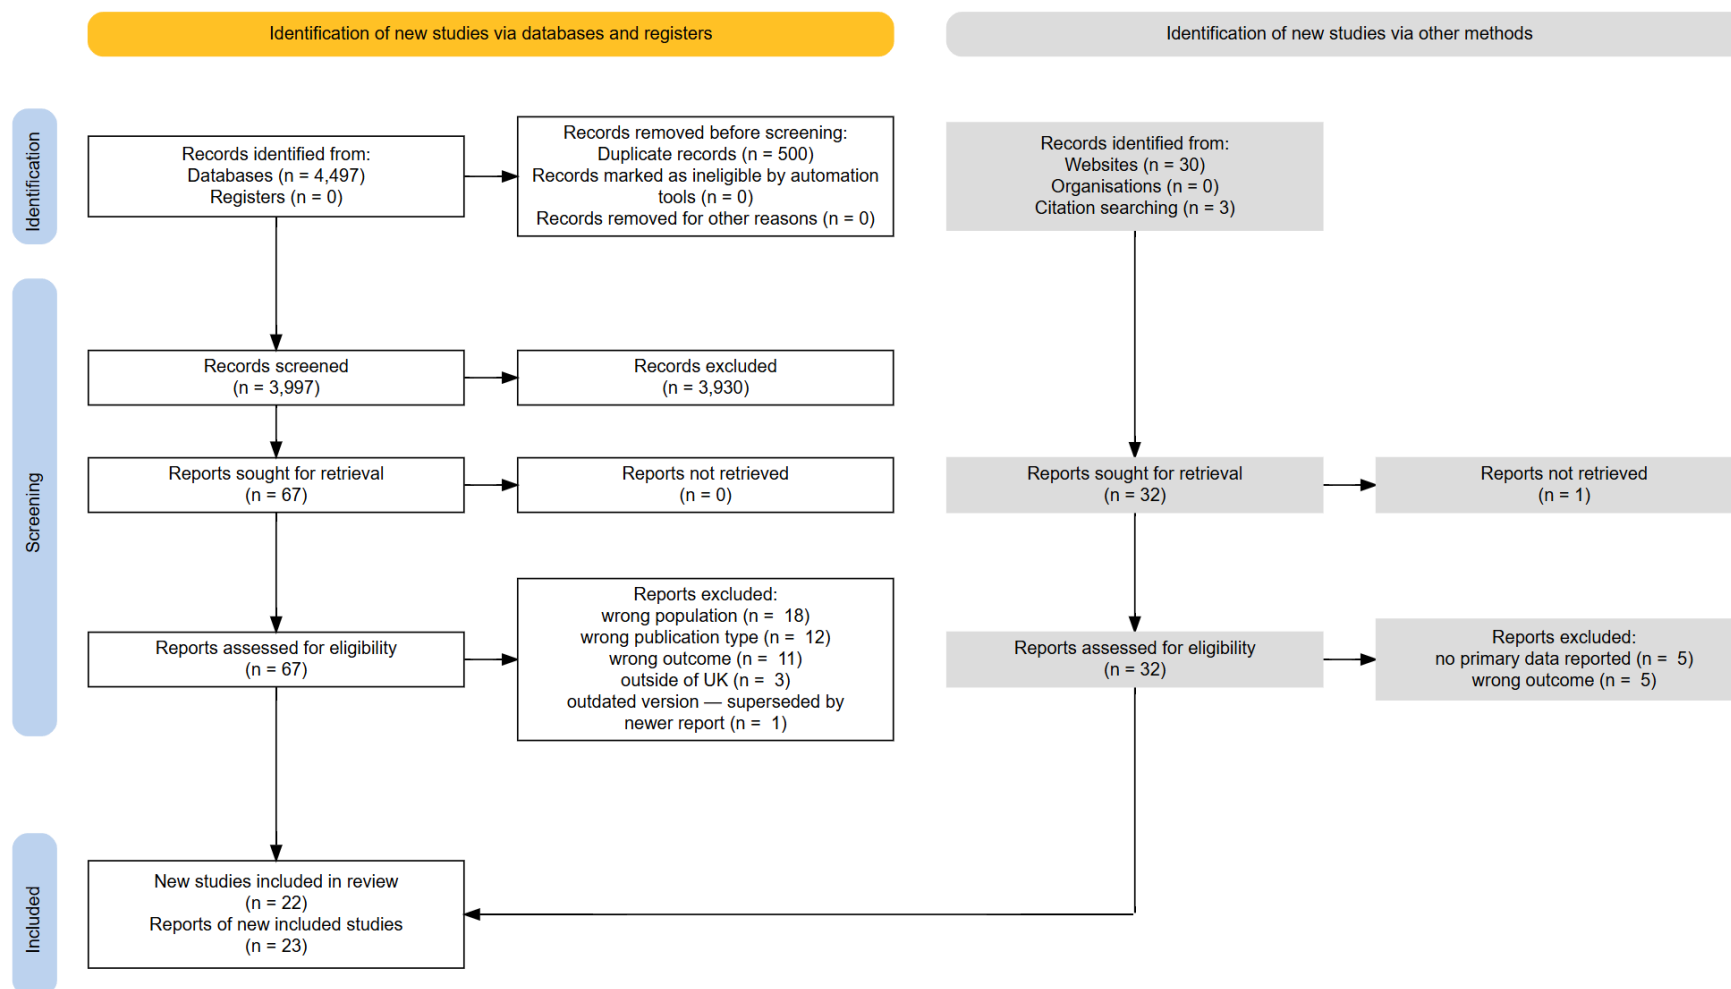 Identification of new studies via databases and registers
Identification of new studies via other methods
Identification
Records identified from:
Databases (n = 4,497)
Registers (n = 0)
Records removed before screening:
Duplicate records (n = 500)
Records marked as ineligible by automation
tools (n = 0)
Records removed for other reasons (n = 0)
Records identified from:
Websites (n = 30)
Organisations (n = 0)
Citation searching (n = 3)
Screening
Records screened
(n = 3,997)
Records excluded
(n = 3,930)
Reports sought for retrieval
(n = 67)
Reports not retrieved
(n = 0)
Reports sought for retrieval
(n = 32)
Reports not retrieved
(n = 1)
Reports assessed for eligibility
(n = 67)
Reports excluded:
wrong population (n = 18)
wrong publication type (n = 12)
wrong outcome (n = 11)
outside of UK (n = 3)
outdated version — superseded by
newer report (n = 1)
Reports assessed for eligibility
(n = 32)
Reports excluded:
no primary data reported (n = 5)
wrong outcome (n = 5)
Included
New studies included in review
(n = 22)
Reports of new included studies
(n = 23)